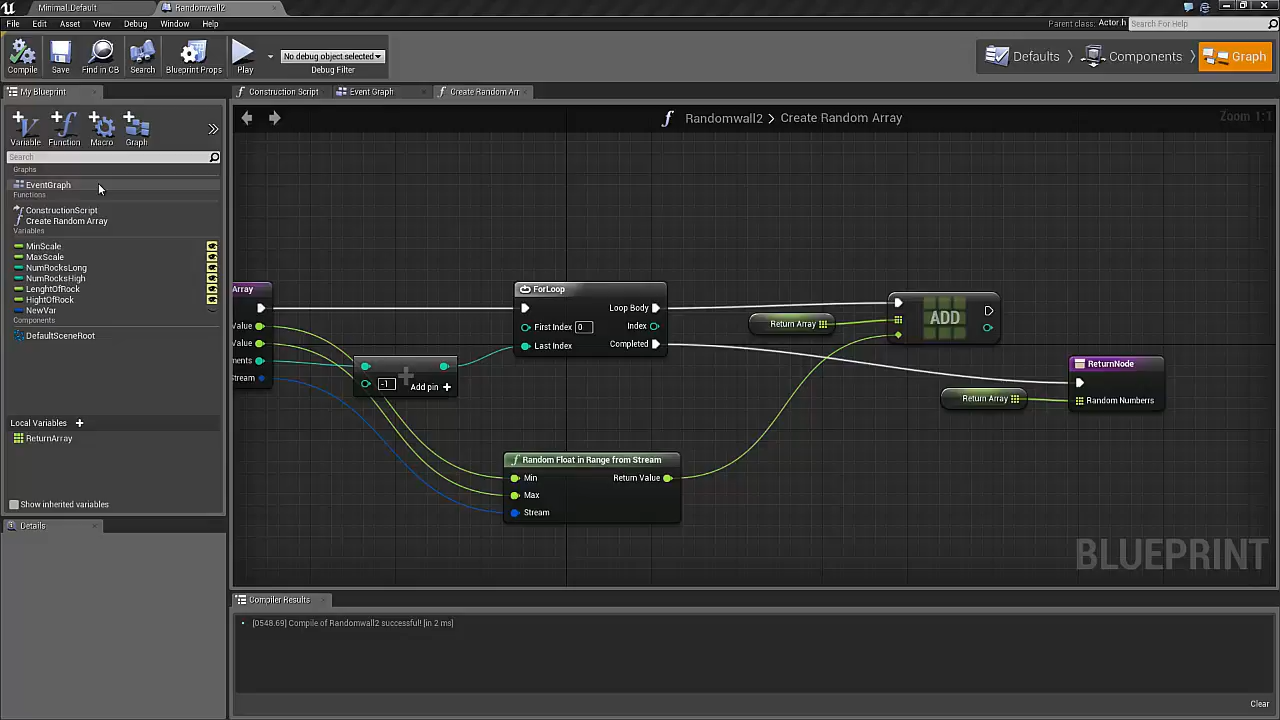 Minimal_Default
Randomwall2
File Edit Asset View Debug Window Help
Parent class: Actor.h
Search For Help
Compile
Save
Find in CB
Search
Blueprint Props
Play
No debug object selected
Debug Filter
Defaults
Components
Graph
My Blueprint
Construction Script
Event Graph
Create Random Arr
Variable
Function
Macro
Graph
Randomwall2 > Create Random Array
Zoom 1:1
Search
Graphs
EventGraph
Functions
ConstructionScript
Create Random Array
Variables
MinScale
MaxScale
NumRocksLong
NumRocksHigh
LenghtOfRock
HightOfRock
NewVar
Components
DefaultSceneRoot
Local Variables +
ReturnArray
Show inherited variables
Details
Array
Value
Value
ents
Stream
-1
Add pin +
ForLoop
Loop Body
First Index 0
Index
Last Index
Completed
Return Array
ADD
ReturnNode
Return Array
Random Numbers
Random Float in Range from Stream
Min
Return Value
Max
Stream
BLUEPRINT
Compiler Results
[0548.69] Compile of Randomwall2 successful! [in 2 ms]
Clear